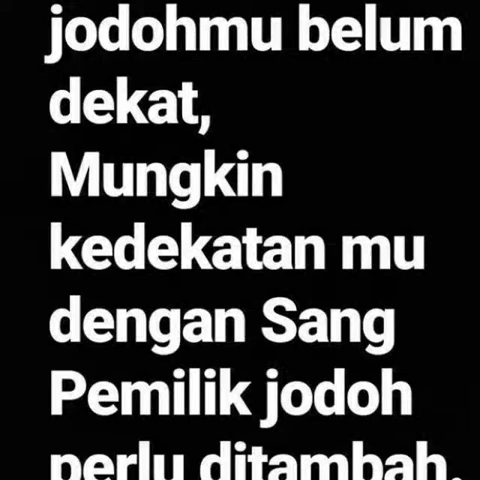 jodohmu belum
dekat,
Mungkin
kedekatan mu
dengan Sang
Pemilik jodoh
perlu ditambah.